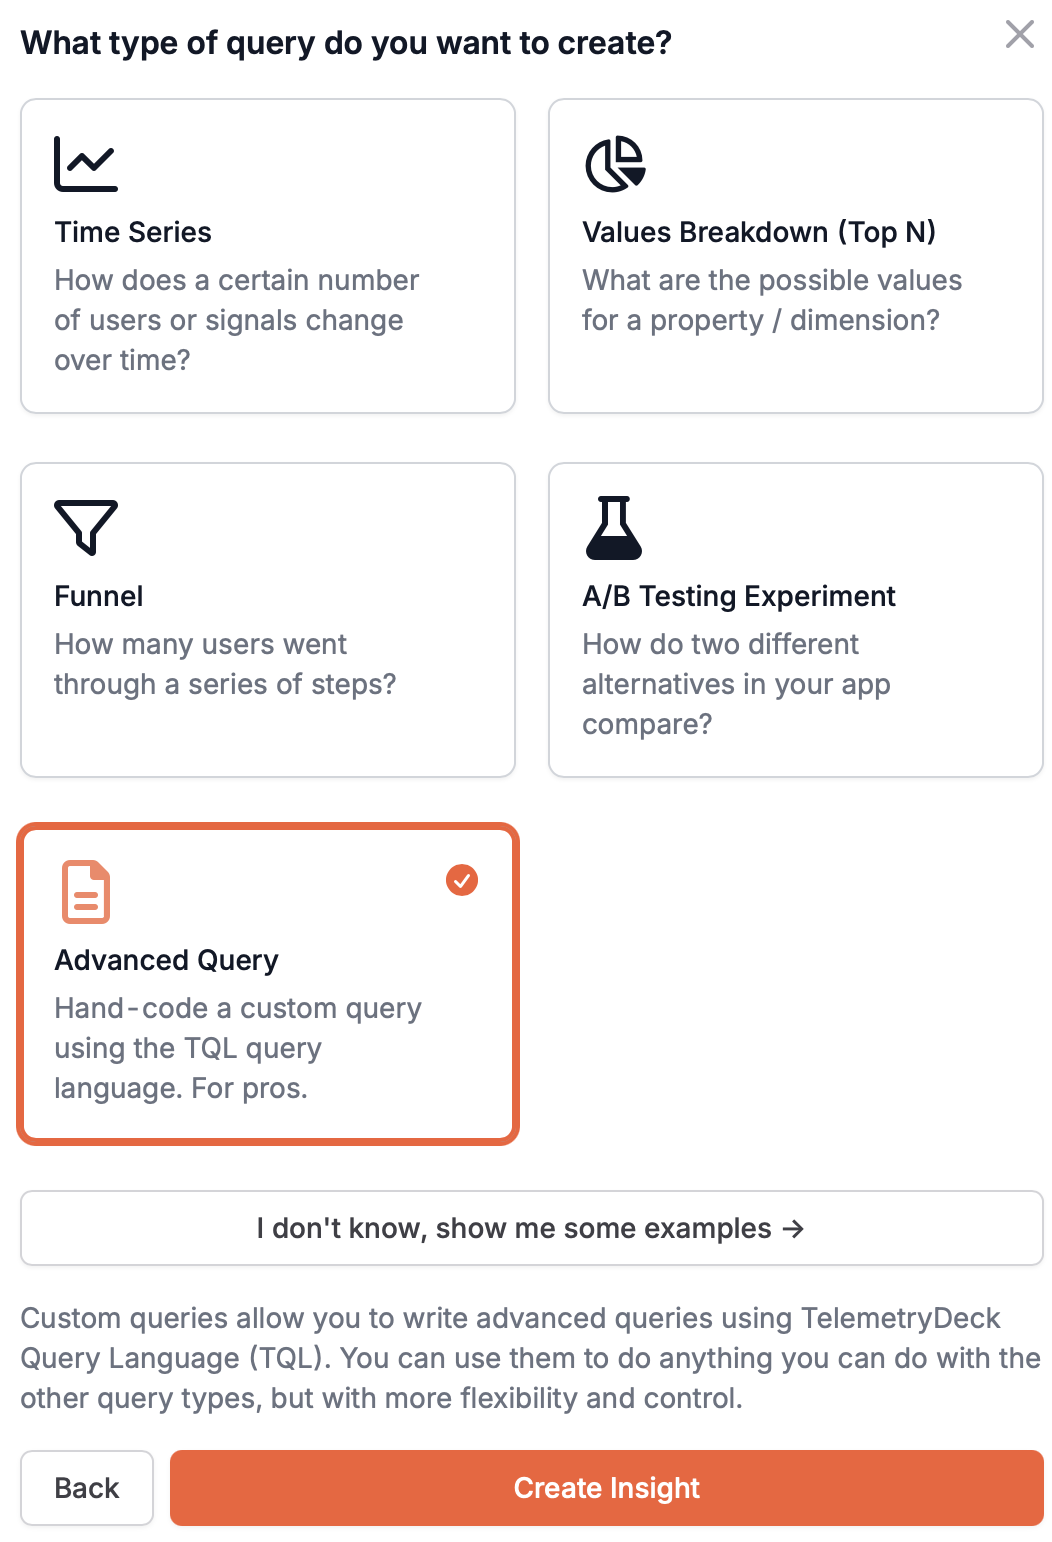 What type of query do you want to create?
Time Series
How does a certain number
of users or signals change
over time?
Values Breakdown (Top N)
What are the possible values
for a property / dimension?
Funnel
How many users went
through a series of steps?
A/B Testing Experiment
How do two different
alternatives in your app
compare?
Advanced Query
Hand-code a custom query
using the TQL query
language. For pros.
I don't know, show me some examples →
Custom queries allow you to write advanced queries using TelemetryDeck
Query Language (TQL). You can use them to do anything you can do with the
other query types, but with more flexibility and control.
Back
Create Insight